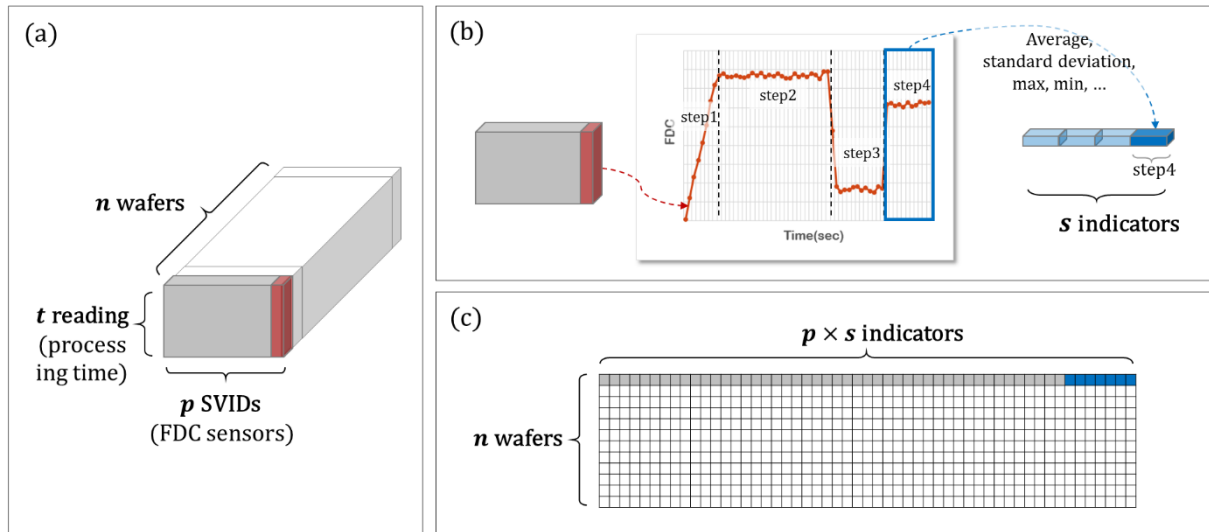 (a)
n wafers
t reading
(process
ing time)
p SVIDs
(FDC sensors)
(b)
FDC
step1
step2
step3
step4
Time(sec)
Average,
standard deviation,
max, min, ...
step4
s indicators
(c)
p × s indicators
n wafers